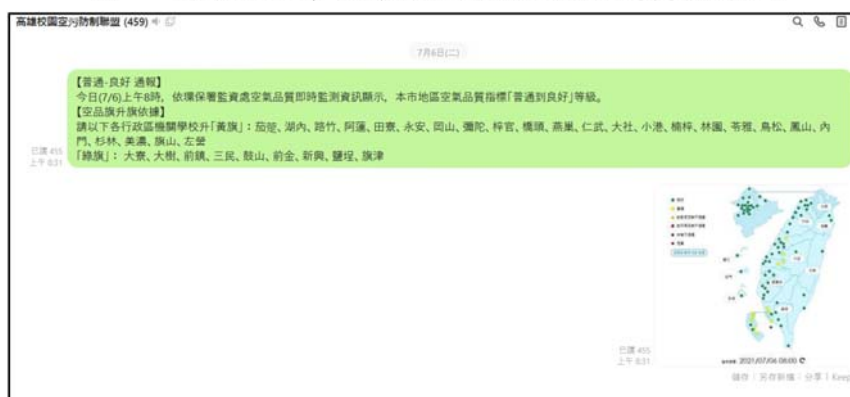 高雄校園空污防制聯盟 (459)
7月6日(二)
【普通-良好 通報】
今日(7/6)上午8時，依環保署監資處空氣品質即時監測資訊顯示，本市地區空氣品質指標「普通到良好」等級。
【空品旗升旗依據】
請以下各行政區機關學校升「黃旗」：茄萣、湖內、路竹、阿蓮、田寮、永安、岡山、彌陀、梓官、橋頭、燕巢、仁武、大社、小港、楠梓、林園、苓雅、鳥松、鳳山、內
門、杉林、美濃、旗山、左營
「綠旗」：大寮、大樹、前鎮、三民、鼓山、前金、新興、鹽埕、旗津
已讀 455
上午 8:31
2021/07/06 08:00
已讀 455
上午 8:31
儲存｜另存新檔｜分享｜Keep